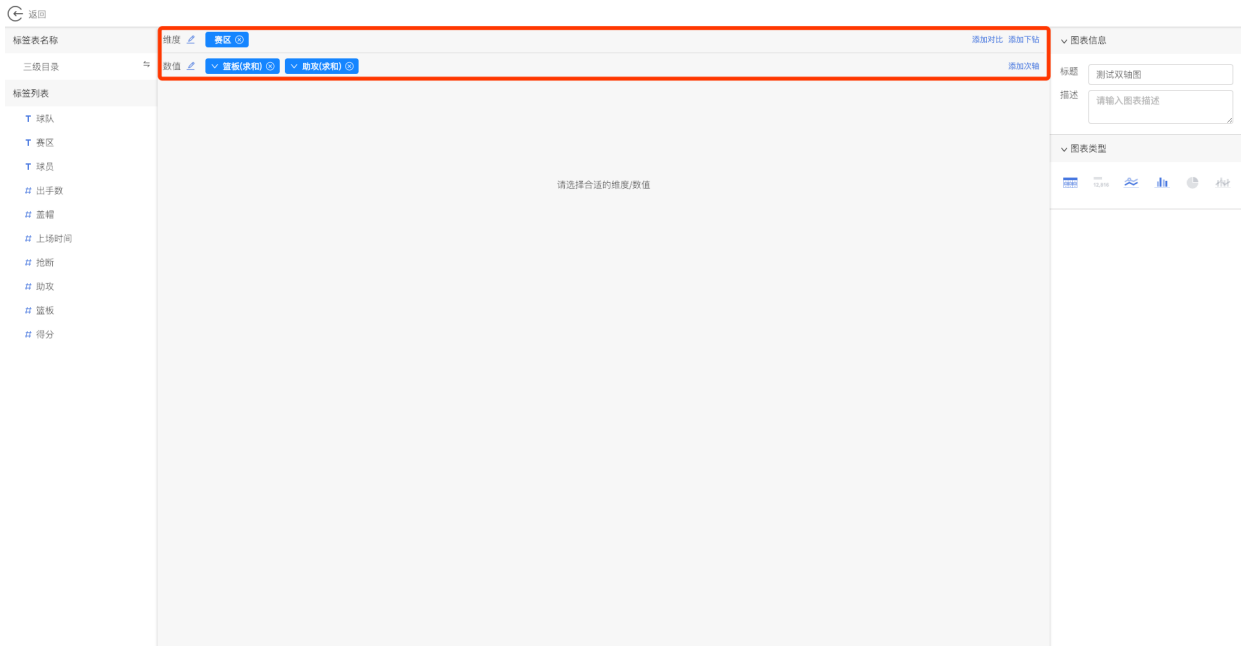 返回
标签表名称
三级目录
标签列表
T 球队
T 赛区
T 球员
# 出手数
# 盖帽
# 上场时间
# 抢断
# 助攻
# 篮板
# 得分
维度 赛区 添加对比 添加下钻
数值 篮板(求和) 助攻(求和) 添加次轴
请选择合适的维度/数值
图表信息
标题 测试双轴图
描述 请输入图表描述
图表类型